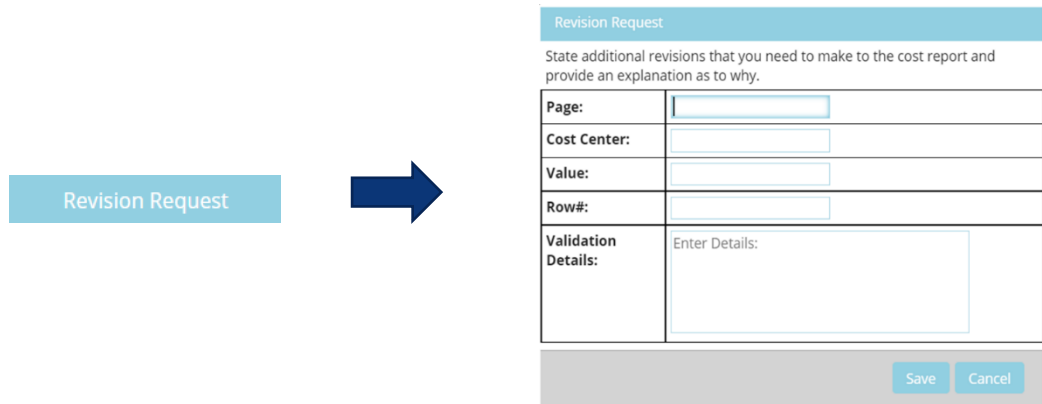 Revision Request
Revision Request
State additional revisions that you need to make to the cost report and
provide an explanation as to why.
Page:
Cost Center:
Value:
Row#:
Validation
Details:
Enter Details:
Save
Cancel